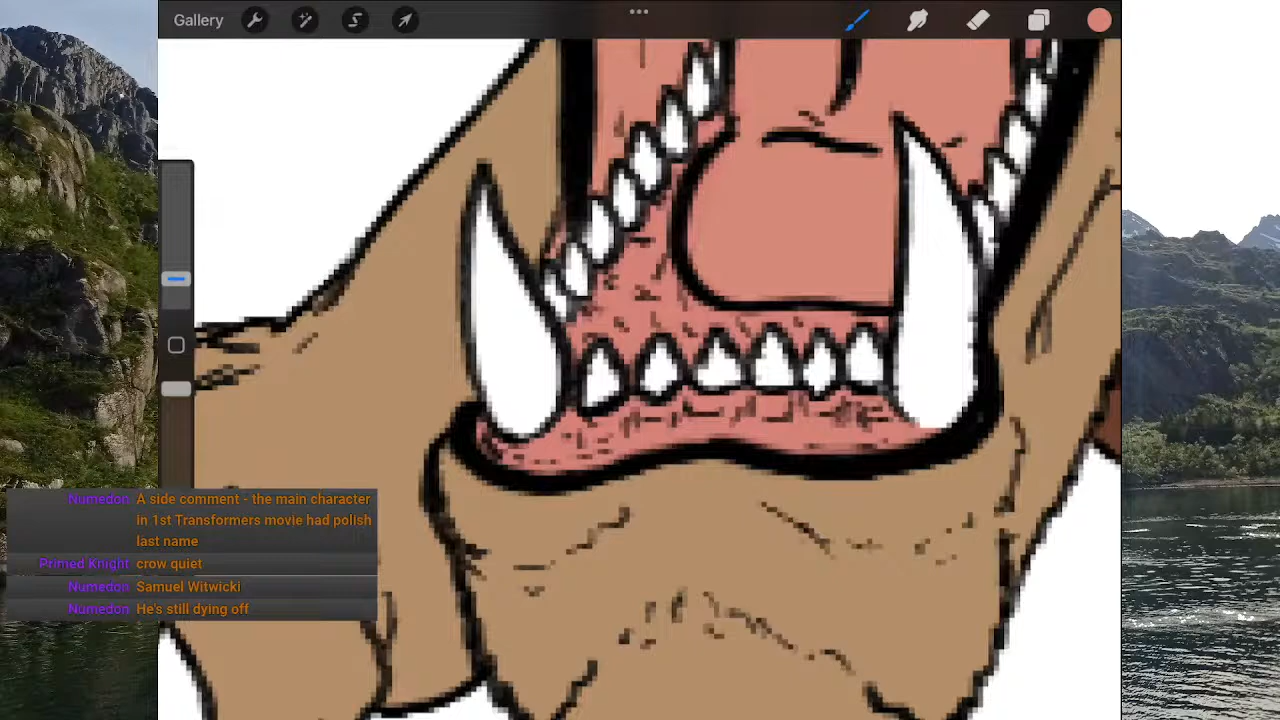 Gallery
Numedon A side comment - the main character
in 1st Transformers movie had polish
last name
Primed Knight crow quiet
Numedon Samuel Witwicki
Numedon He's still dying off